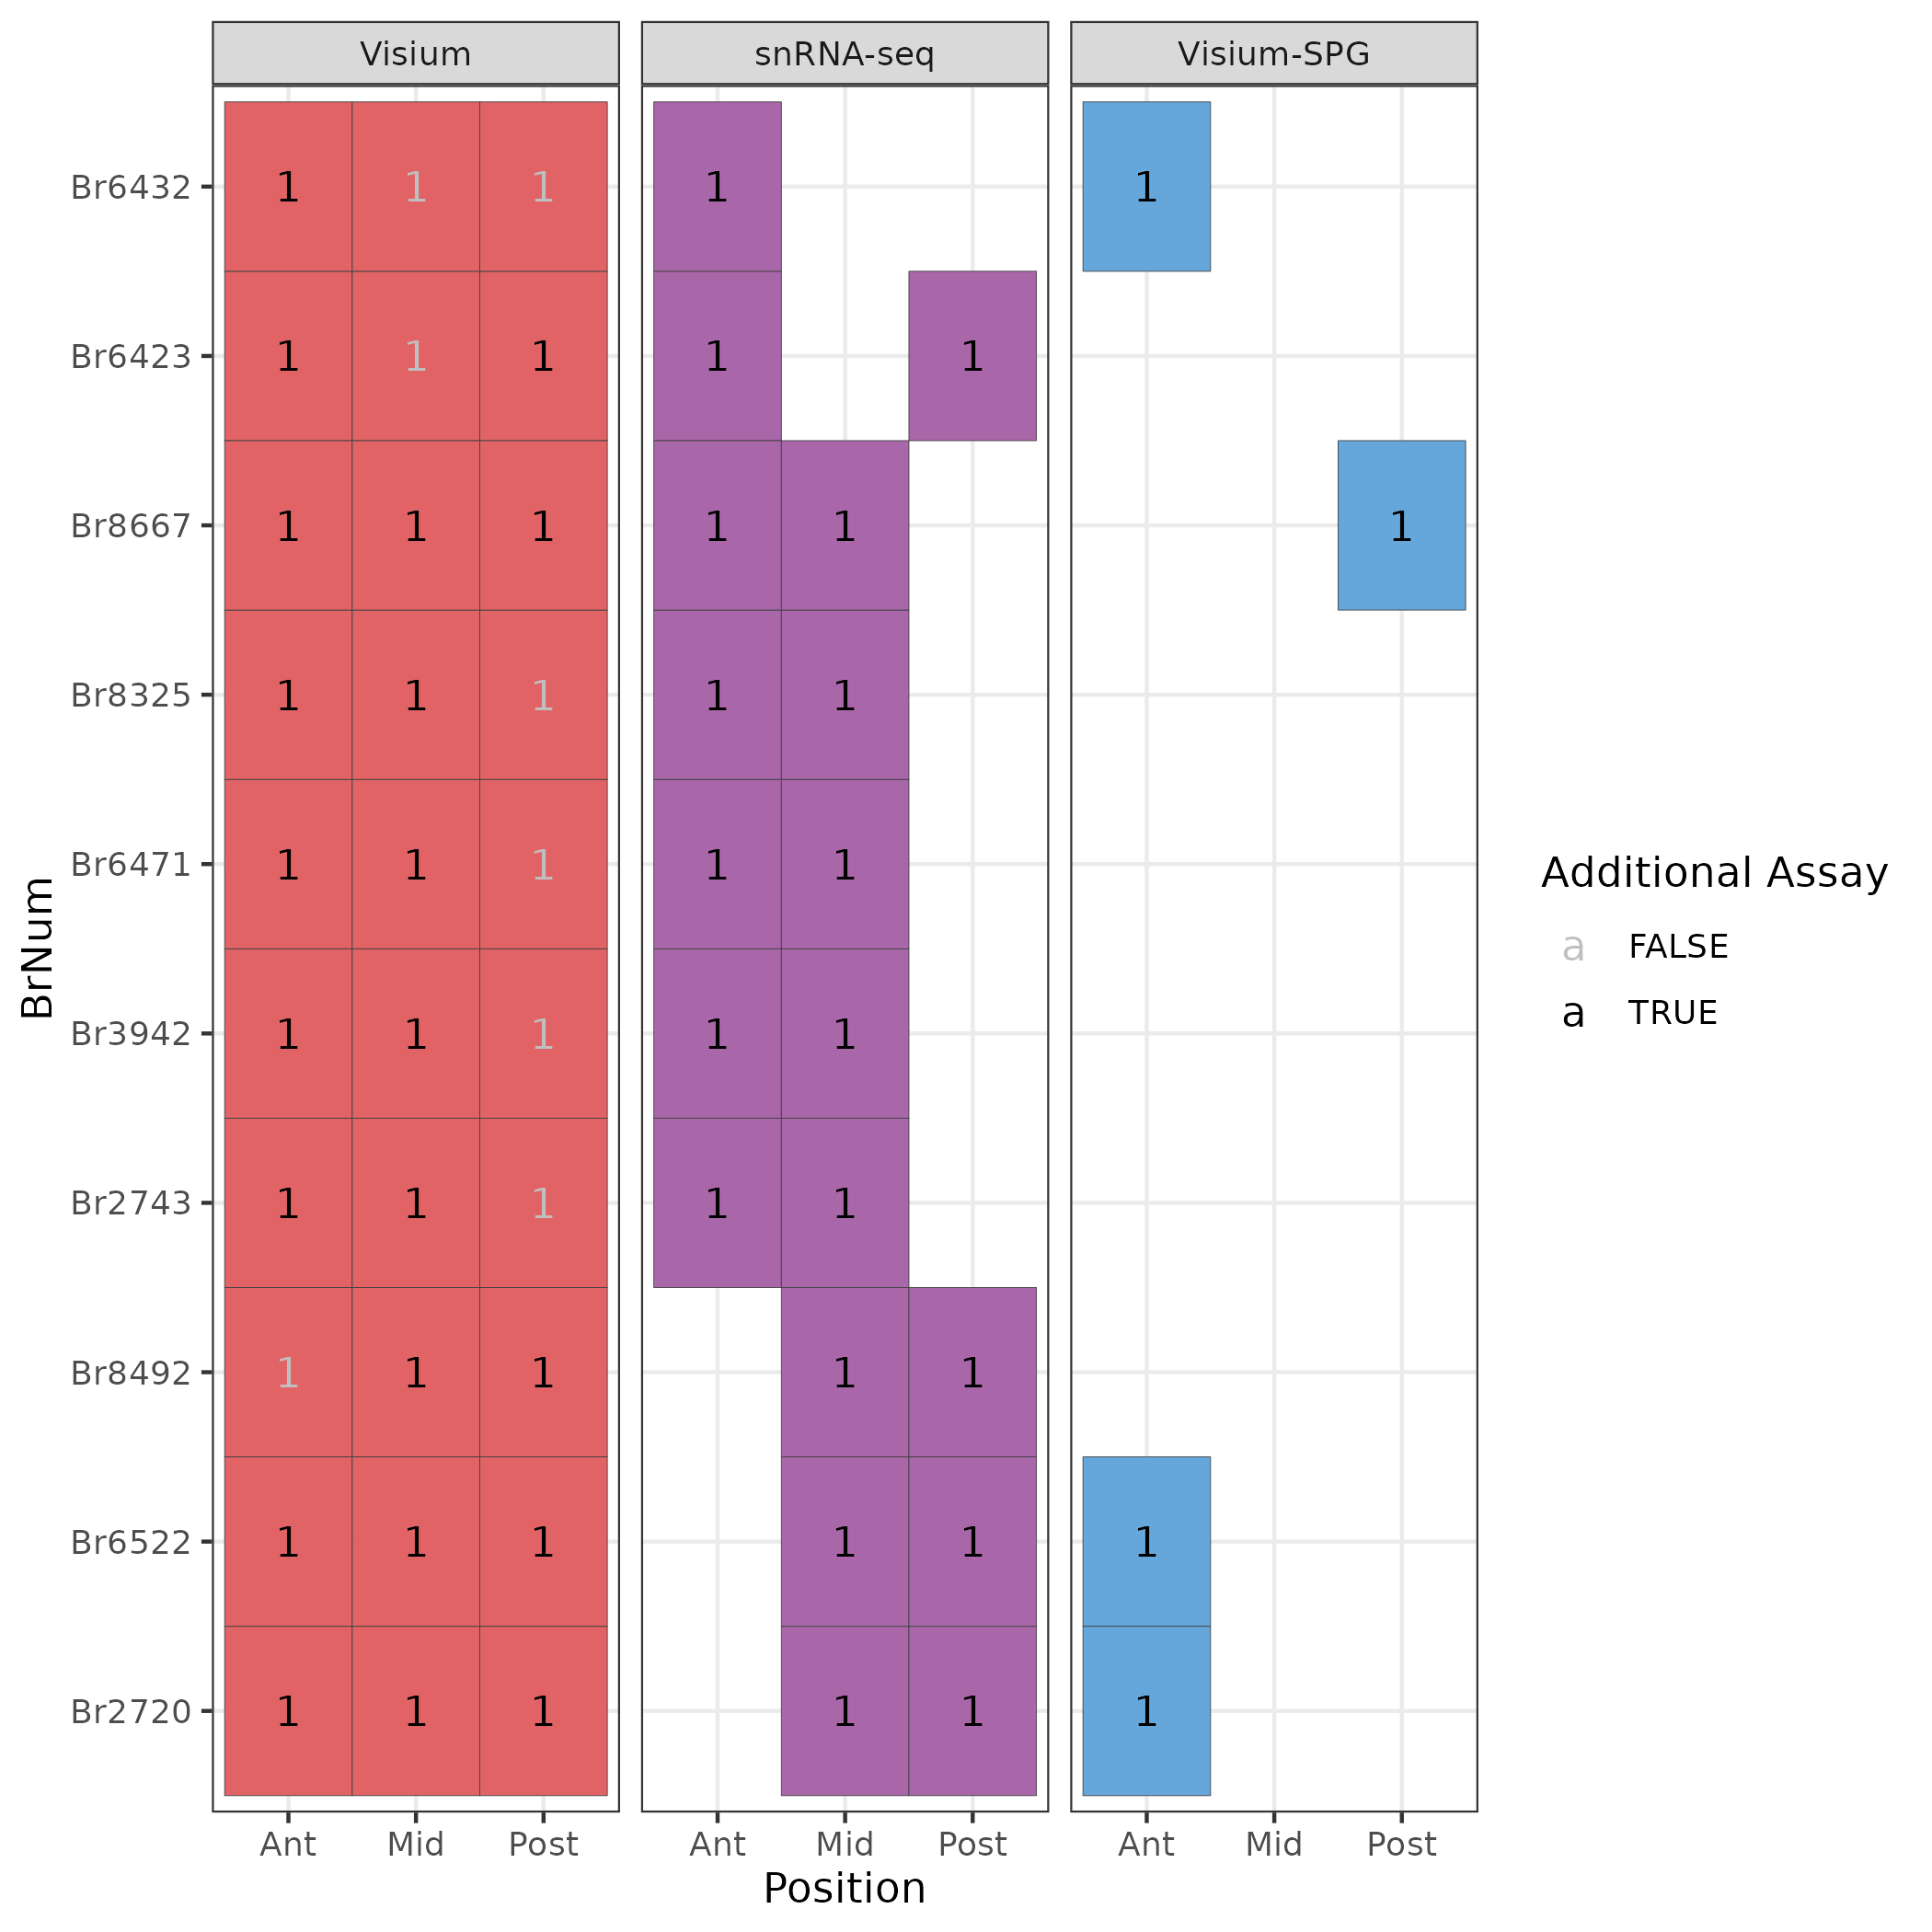 Visium snRNA-seq Visium-SPG
Br6432 1 1 1 1 1
Br6423 1 1 1 1 1
Br8667 1 1 1 1 1 1
Br8325 1 1 1 1 1
Br6471 1 1 1 1 1
Br3942 1 1 1 1 1
Br2743 1 1 1 1 1
Br8492 1 1 1 1 1
Br6522 1 1 1 1 1 1
Br2720 1 1 1 1 1 1
Ant Mid Post Ant Mid Post Ant Mid Post
Position
BrNum
Additional Assay
a FALSE
a TRUE